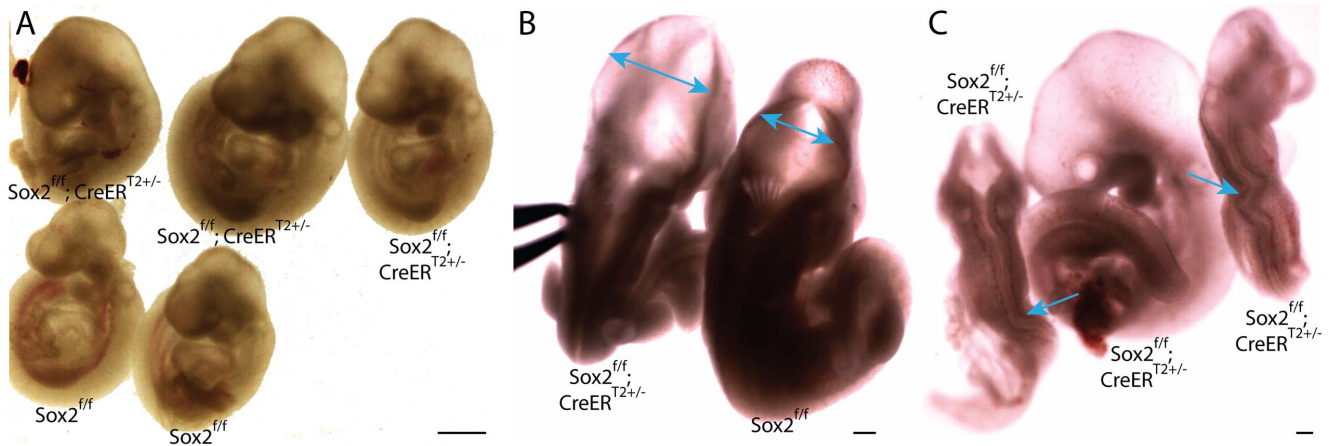 A
B
C
Sox2f/f; CreERT2+/-
Sox2f/f; CreERT2+/-
Sox2f/f;
CreERT2+/-
Sox2f/f
Sox2f/f
Sox2f/f;
CreERT2+/-
Sox2f/f
Sox2f/f;
CreERT2+/-
Sox2f/f;
CreERT2+/-
Sox2f/f;
CreERT2+/-